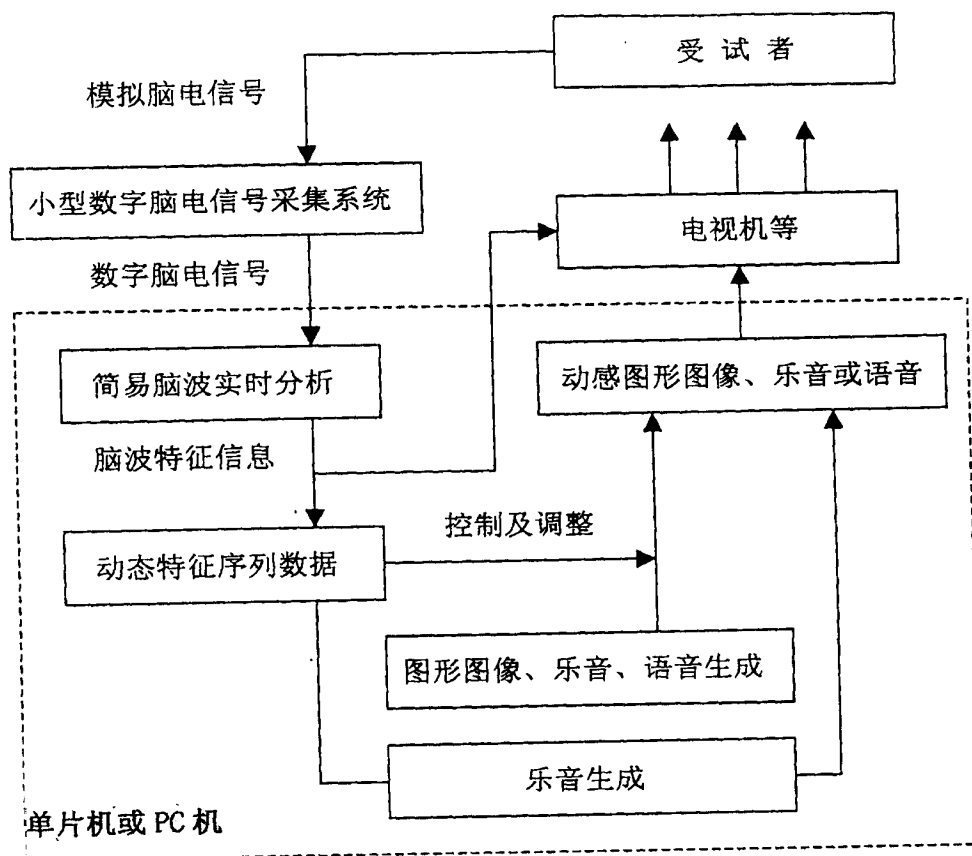 受试者
模拟脑电信号
小型数字脑电信号采集系统
电视机等
数字脑电信号
简易脑波实时分析
动感图形图像、乐音或语音
脑波特征信息
控制及调整
动态特征序列数据
图形图像、乐音、语音生成
乐音生成
单片机或 PC 机